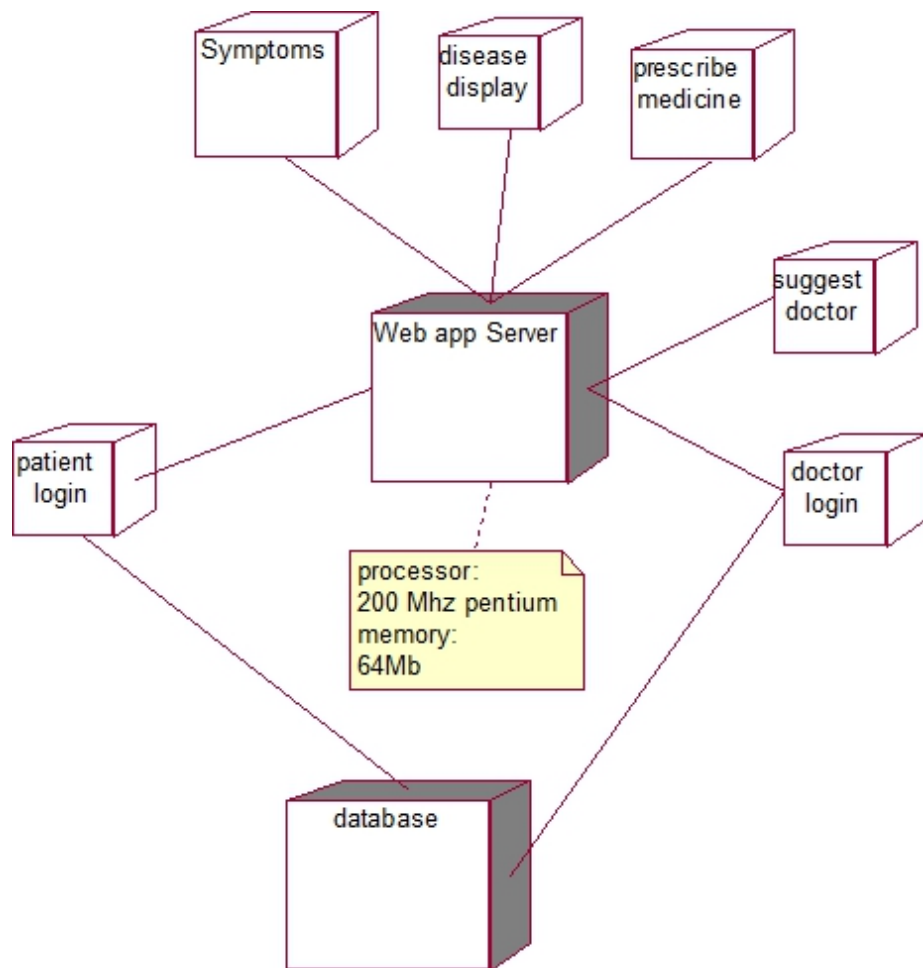 Symptoms
disease
display
prescribe
medicine
suggest
doctor
Web app Server
patient
login
doctor
login
processor:
200 Mhz pentium
memory:
64Mb
database